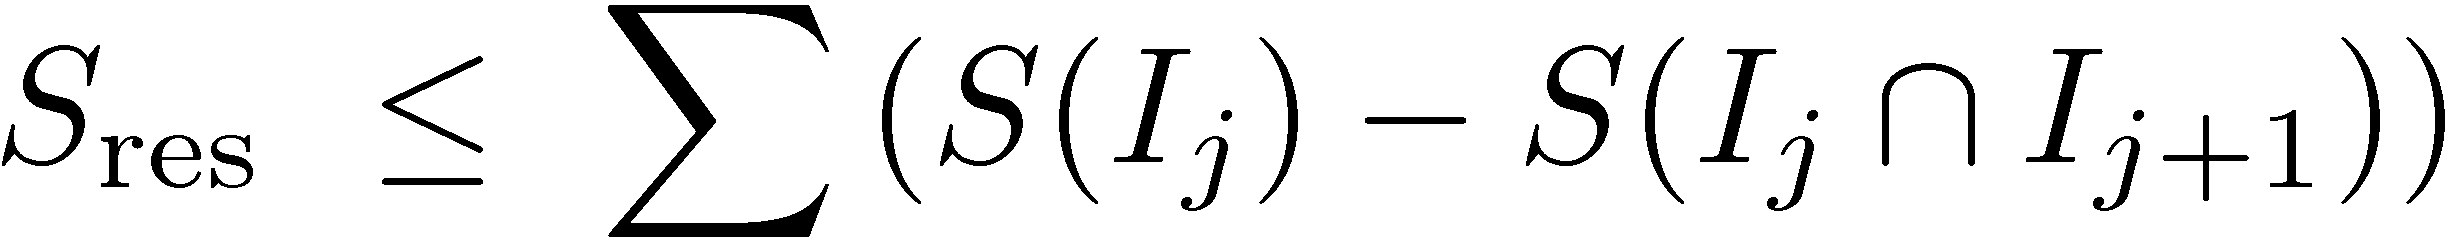 S_res ≤ ∑ (S(I_j) − S(I_j ∩ I_{j+1}))